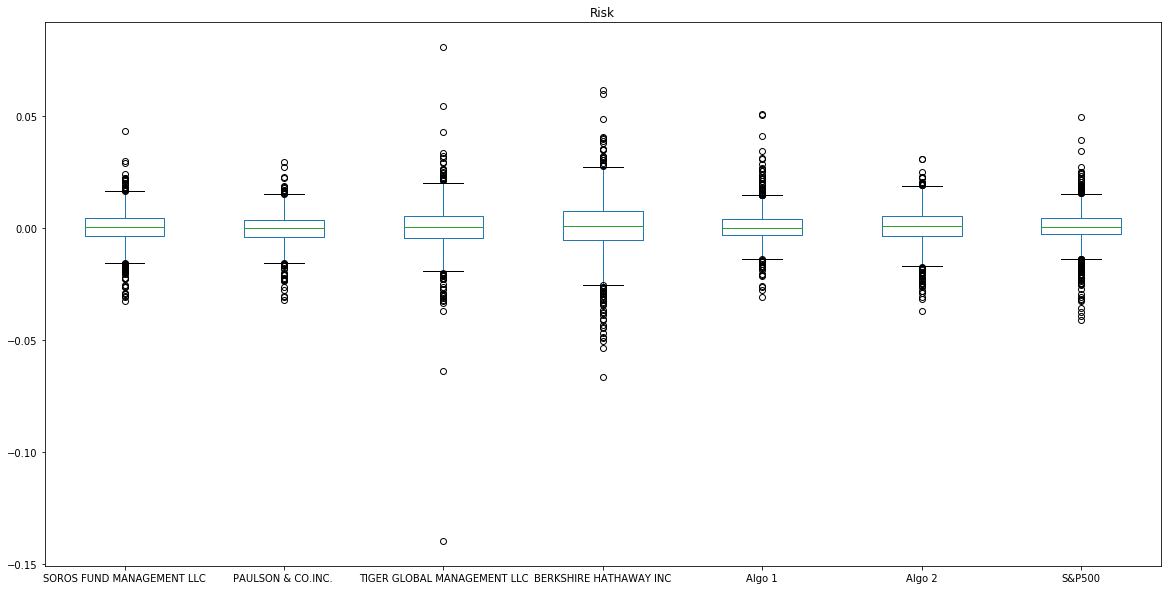 Risk
0.05
0.00
−0.05
−0.10
−0.15
SOROS FUND MANAGEMENT LLC PAULSON & CO.INC. TIGER GLOBAL MANAGEMENT LLC BERKSHIRE HATHAWAY INC Algo 1 Algo 2 S&P500